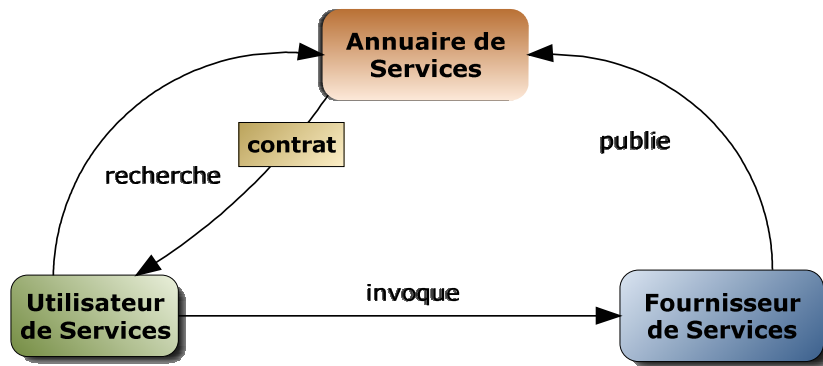 Annuaire de
Services
contrat
publie
recherche
invoque
Utilisateur
de Services
Fournisseur
de Services